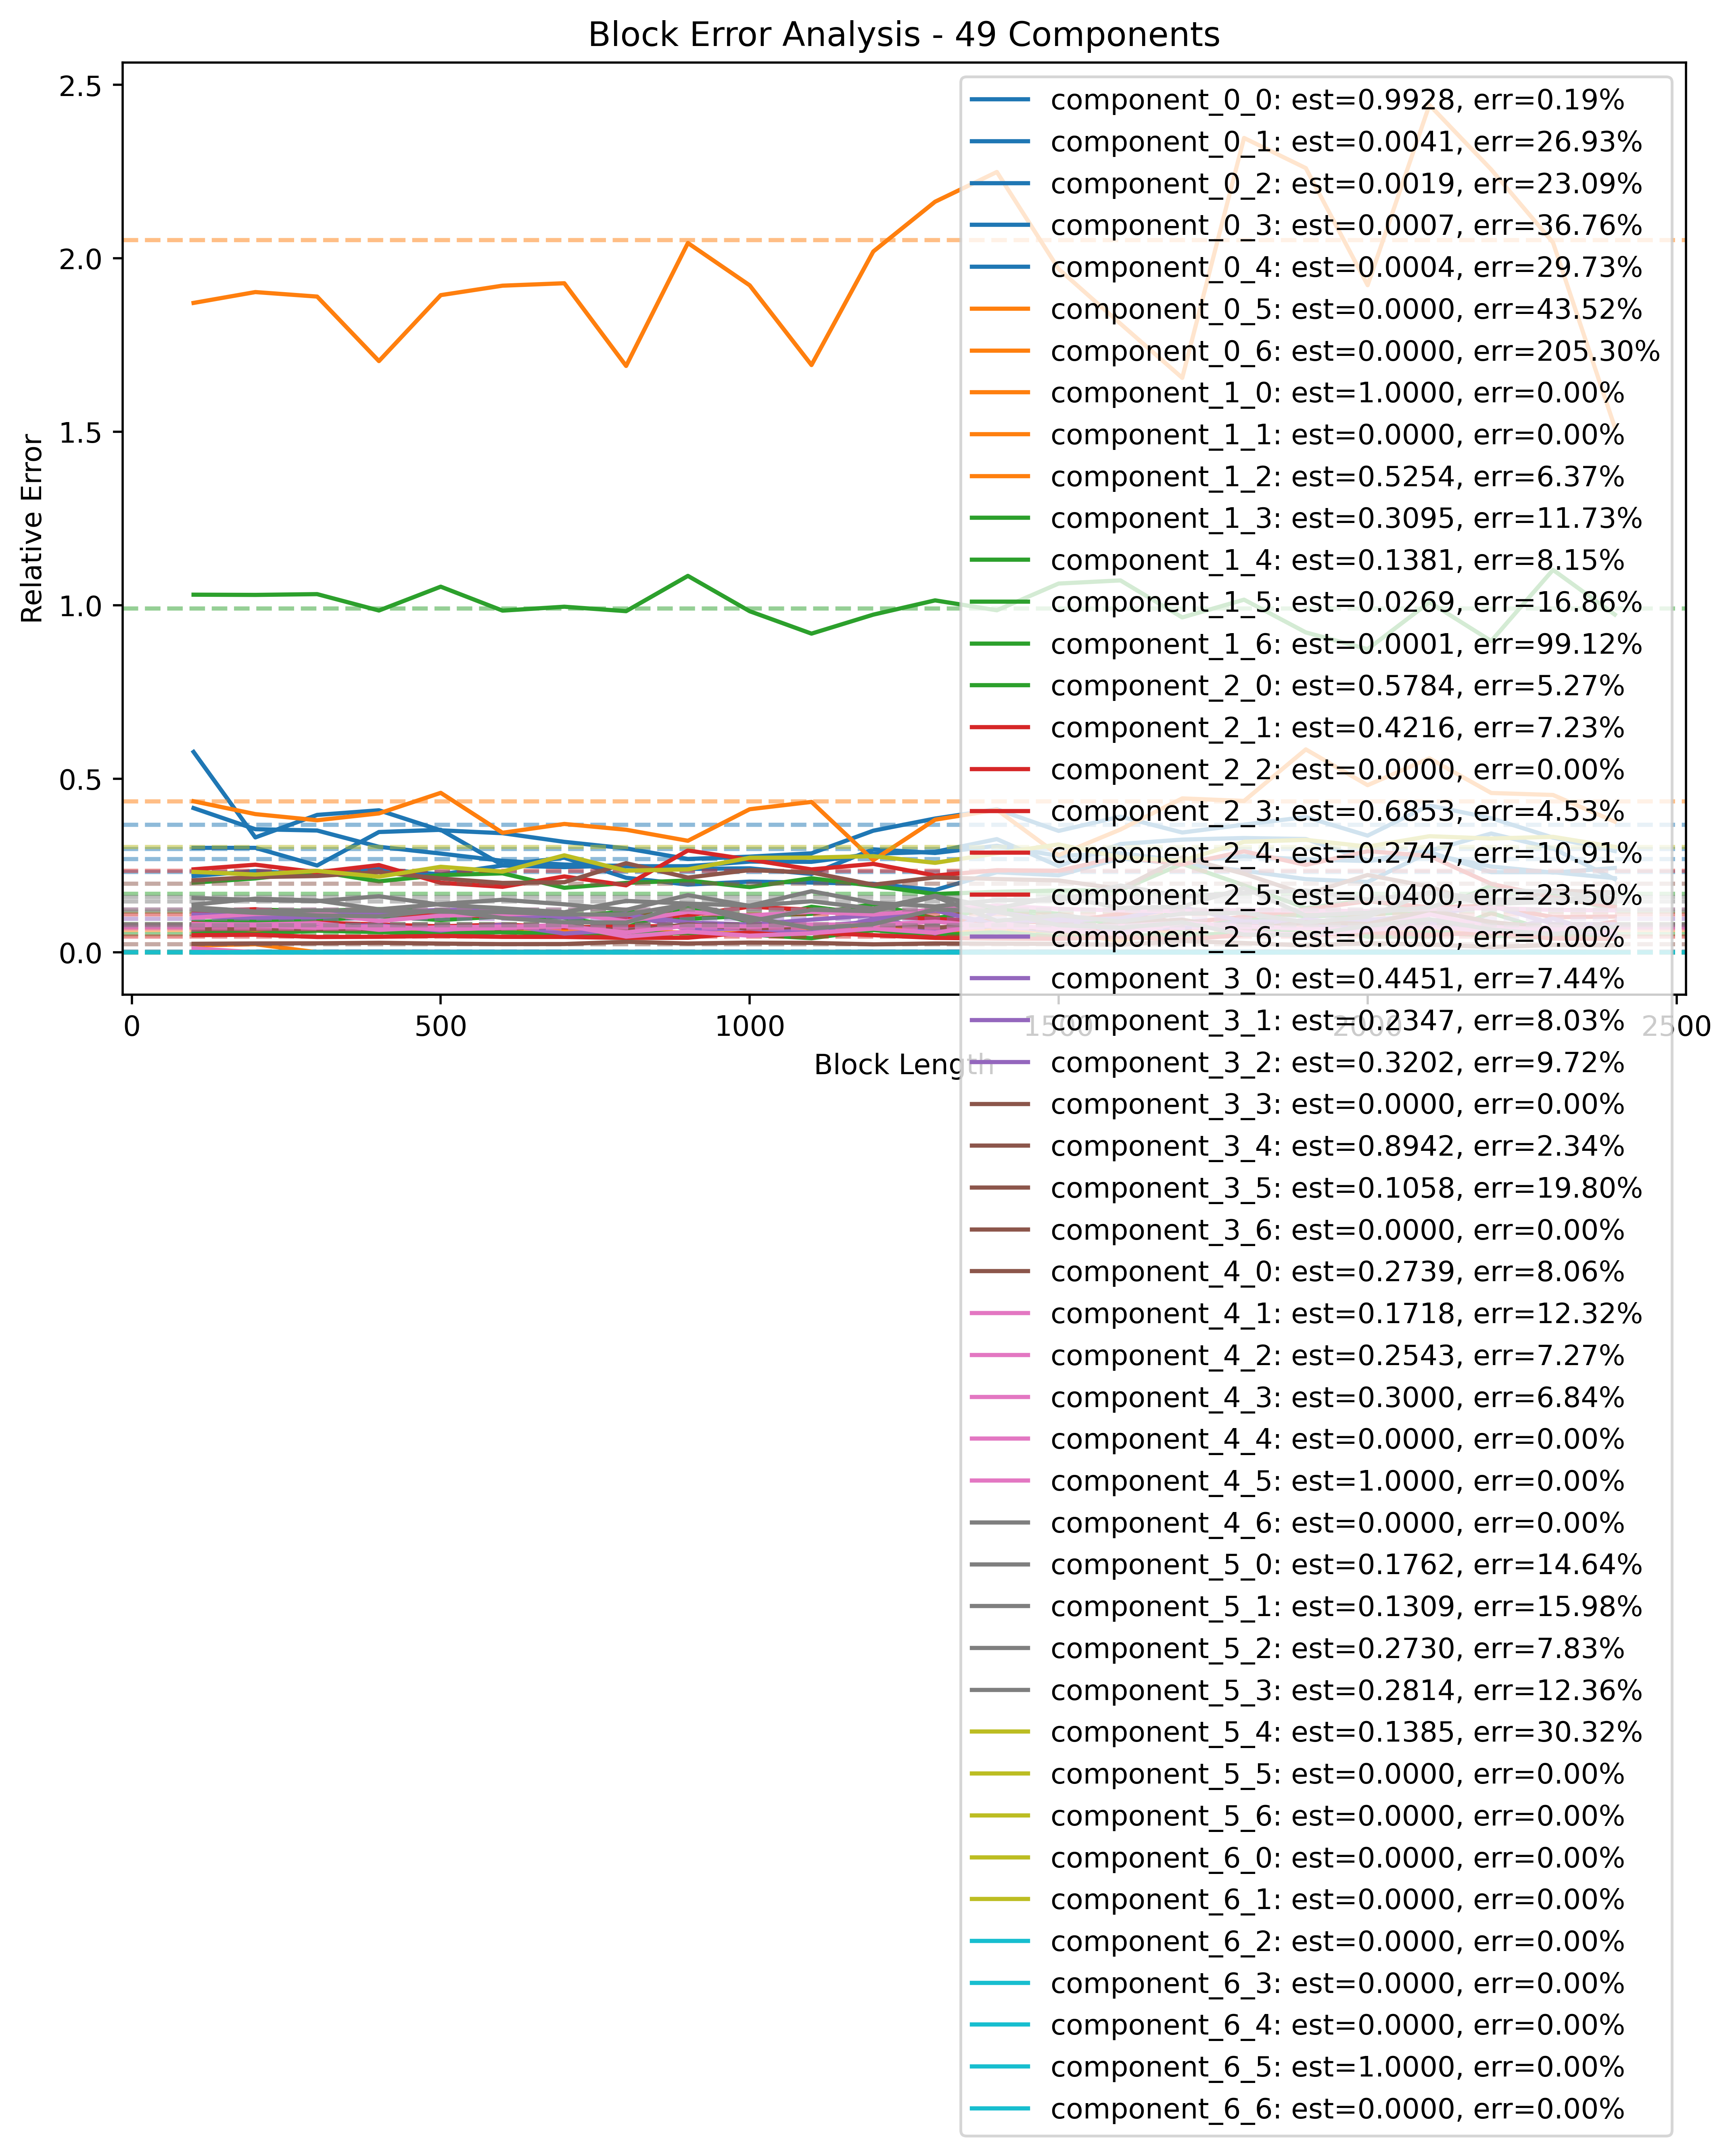 Block Error Analysis - 49 Components
2.5
2.0
1.5
1.0
0.5
0.0
Relative Error
0
500
1000
1500
2000
2500
Block Length
component_0_0: est=0.9928, err=0.19%
component_0_1: est=0.0041, err=26.93%
component_0_2: est=0.0019, err=23.09%
component_0_3: est=0.0007, err=36.76%
component_0_4: est=0.0004, err=29.73%
component_0_5: est=0.0000, err=43.52%
component_0_6: est=0.0000, err=205.30%
component_1_0: est=1.0000, err=0.00%
component_1_1: est=0.0000, err=0.00%
component_1_2: est=0.5254, err=6.37%
component_1_3: est=0.3095, err=11.73%
component_1_4: est=0.1381, err=8.15%
component_1_5: est=0.0269, err=16.86%
component_1_6: est=0.0001, err=99.12%
component_2_0: est=0.5784, err=5.27%
component_2_1: est=0.4216, err=7.23%
component_2_2: est=0.0000, err=0.00%
component_2_3: est=0.6853, err=4.53%
component_2_4: est=0.2747, err=10.91%
component_2_5: est=0.0400, err=23.50%
component_2_6: est=0.0000, err=0.00%
component_3_0: est=0.4451, err=7.44%
component_3_1: est=0.2347, err=8.03%
component_3_2: est=0.3202, err=9.72%
component_3_3: est=0.0000, err=0.00%
component_3_4: est=0.8942, err=2.34%
component_3_5: est=0.1058, err=19.80%
component_3_6: est=0.0000, err=0.00%
component_4_0: est=0.2739, err=8.06%
component_4_1: est=0.1718, err=12.32%
component_4_2: est=0.2543, err=7.27%
component_4_3: est=0.3000, err=6.84%
component_4_4: est=0.0000, err=0.00%
component_4_5: est=1.0000, err=0.00%
component_4_6: est=0.0000, err=0.00%
component_5_0: est=0.1762, err=14.64%
component_5_1: est=0.1309, err=15.98%
component_5_2: est=0.2730, err=7.83%
component_5_3: est=0.2814, err=12.36%
component_5_4: est=0.1385, err=30.32%
component_5_5: est=0.0000, err=0.00%
component_5_6: est=0.0000, err=0.00%
component_6_0: est=0.0000, err=0.00%
component_6_1: est=0.0000, err=0.00%
component_6_2: est=0.0000, err=0.00%
component_6_3: est=0.0000, err=0.00%
component_6_4: est=0.0000, err=0.00%
component_6_5: est=1.0000, err=0.00%
component_6_6: est=0.0000, err=0.00%